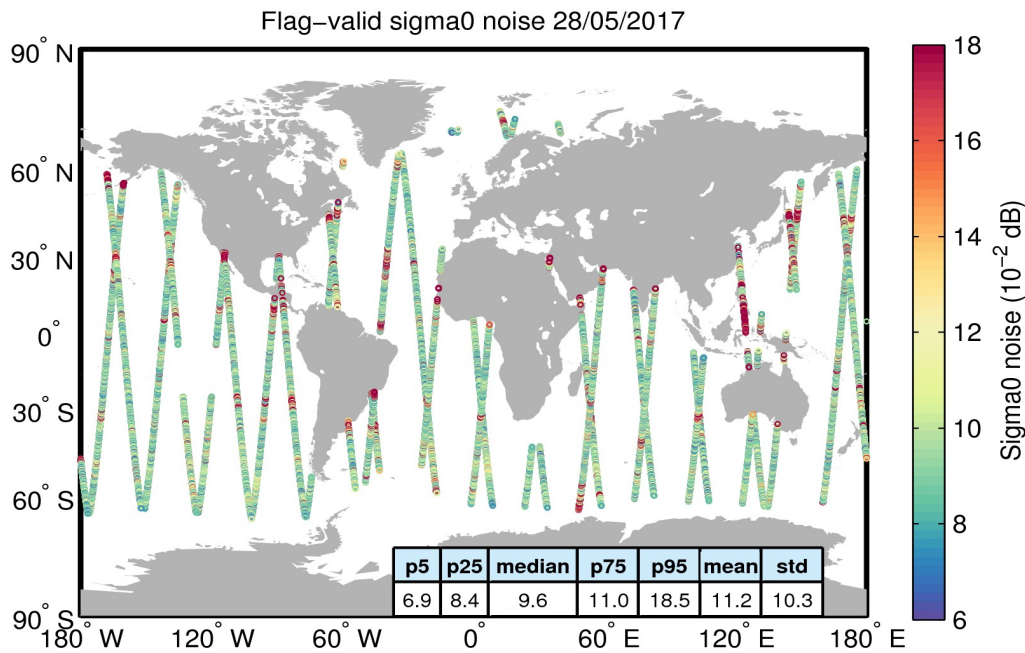 Flag−valid sigma0 noise 28/05/2017
90° N
60° N
30° N
0°
30° S
60° S
90° S
180° W
120° W
60° W
0°
60° E
120° E
180° E
p5 p25 median p75 p95 mean std
6.9 8.4 9.6 11.0 18.5 11.2 10.3
18
16
14
12
10
8
6
Sigma0 noise (10⁻² dB)